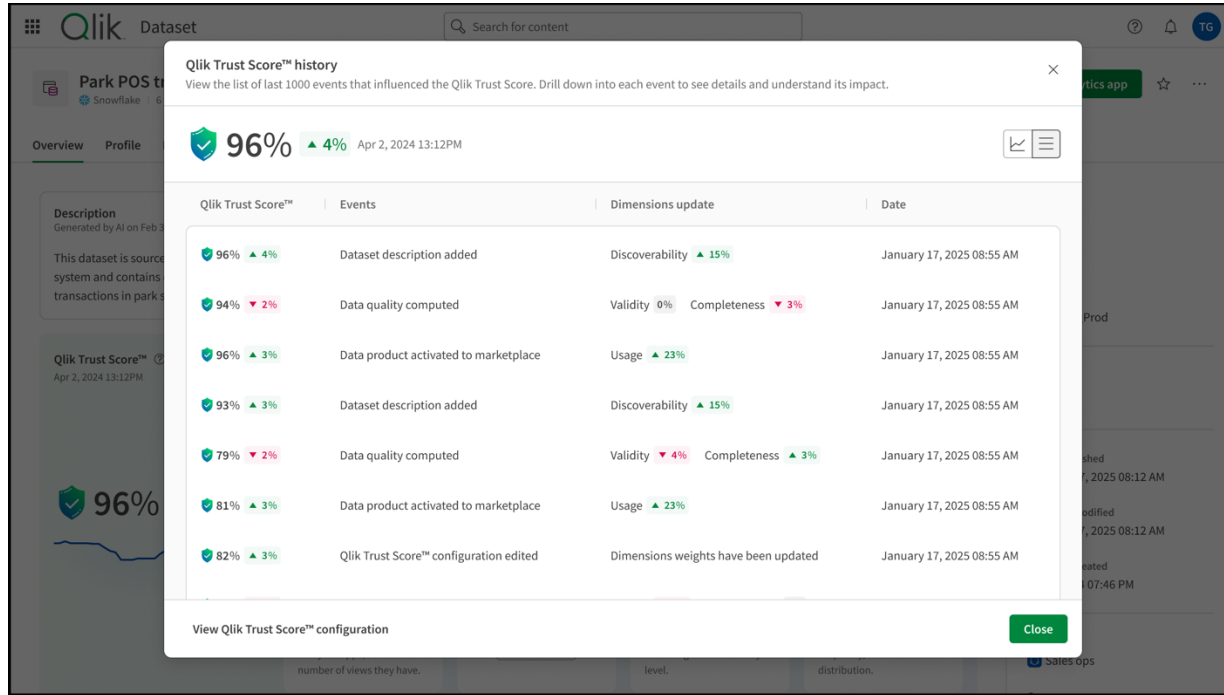 Qlik Dataset
Search for content
TG
Park POS tr
Snowflake 6
ytics app
Overview Profile
Description
Generated by AI on Feb 3
This dataset is source
system and contains
transactions in park s
Qlik Trust Score™
Apr 2, 2024 13:12PM
96%
Qlik Trust Score™ history
View the list of last 1000 events that influenced the Qlik Trust Score. Drill down into each event to see details and understand its impact.
96% ▲ 4% Apr 2, 2024 13:12PM
Qlik Trust Score™ Events Dimensions update Date
96% ▲ 4% Dataset description added Discoverability ▲ 15% January 17, 2025 08:55 AM
94% ▼ 2% Data quality computed Validity 0% Completeness ▼ 3% January 17, 2025 08:55 AM
96% ▲ 3% Data product activated to marketplace Usage ▲ 23% January 17, 2025 08:55 AM
93% ▲ 3% Dataset description added Discoverability ▲ 15% January 17, 2025 08:55 AM
79% ▼ 2% Data quality computed Validity ▼ 4% Completeness ▲ 3% January 17, 2025 08:55 AM
81% ▲ 3% Data product activated to marketplace Usage ▲ 23% January 17, 2025 08:55 AM
82% ▲ 3% Qlik Trust Score™ configuration edited Dimensions weights have been updated January 17, 2025 08:55 AM
View Qlik Trust Score™ configuration
Close
Prod
shed
7, 2025 08:12 AM
odified
7, 2025 08:12 AM
eated
07:46 PM
Sales ops
number of views they have.
level.
distribution.